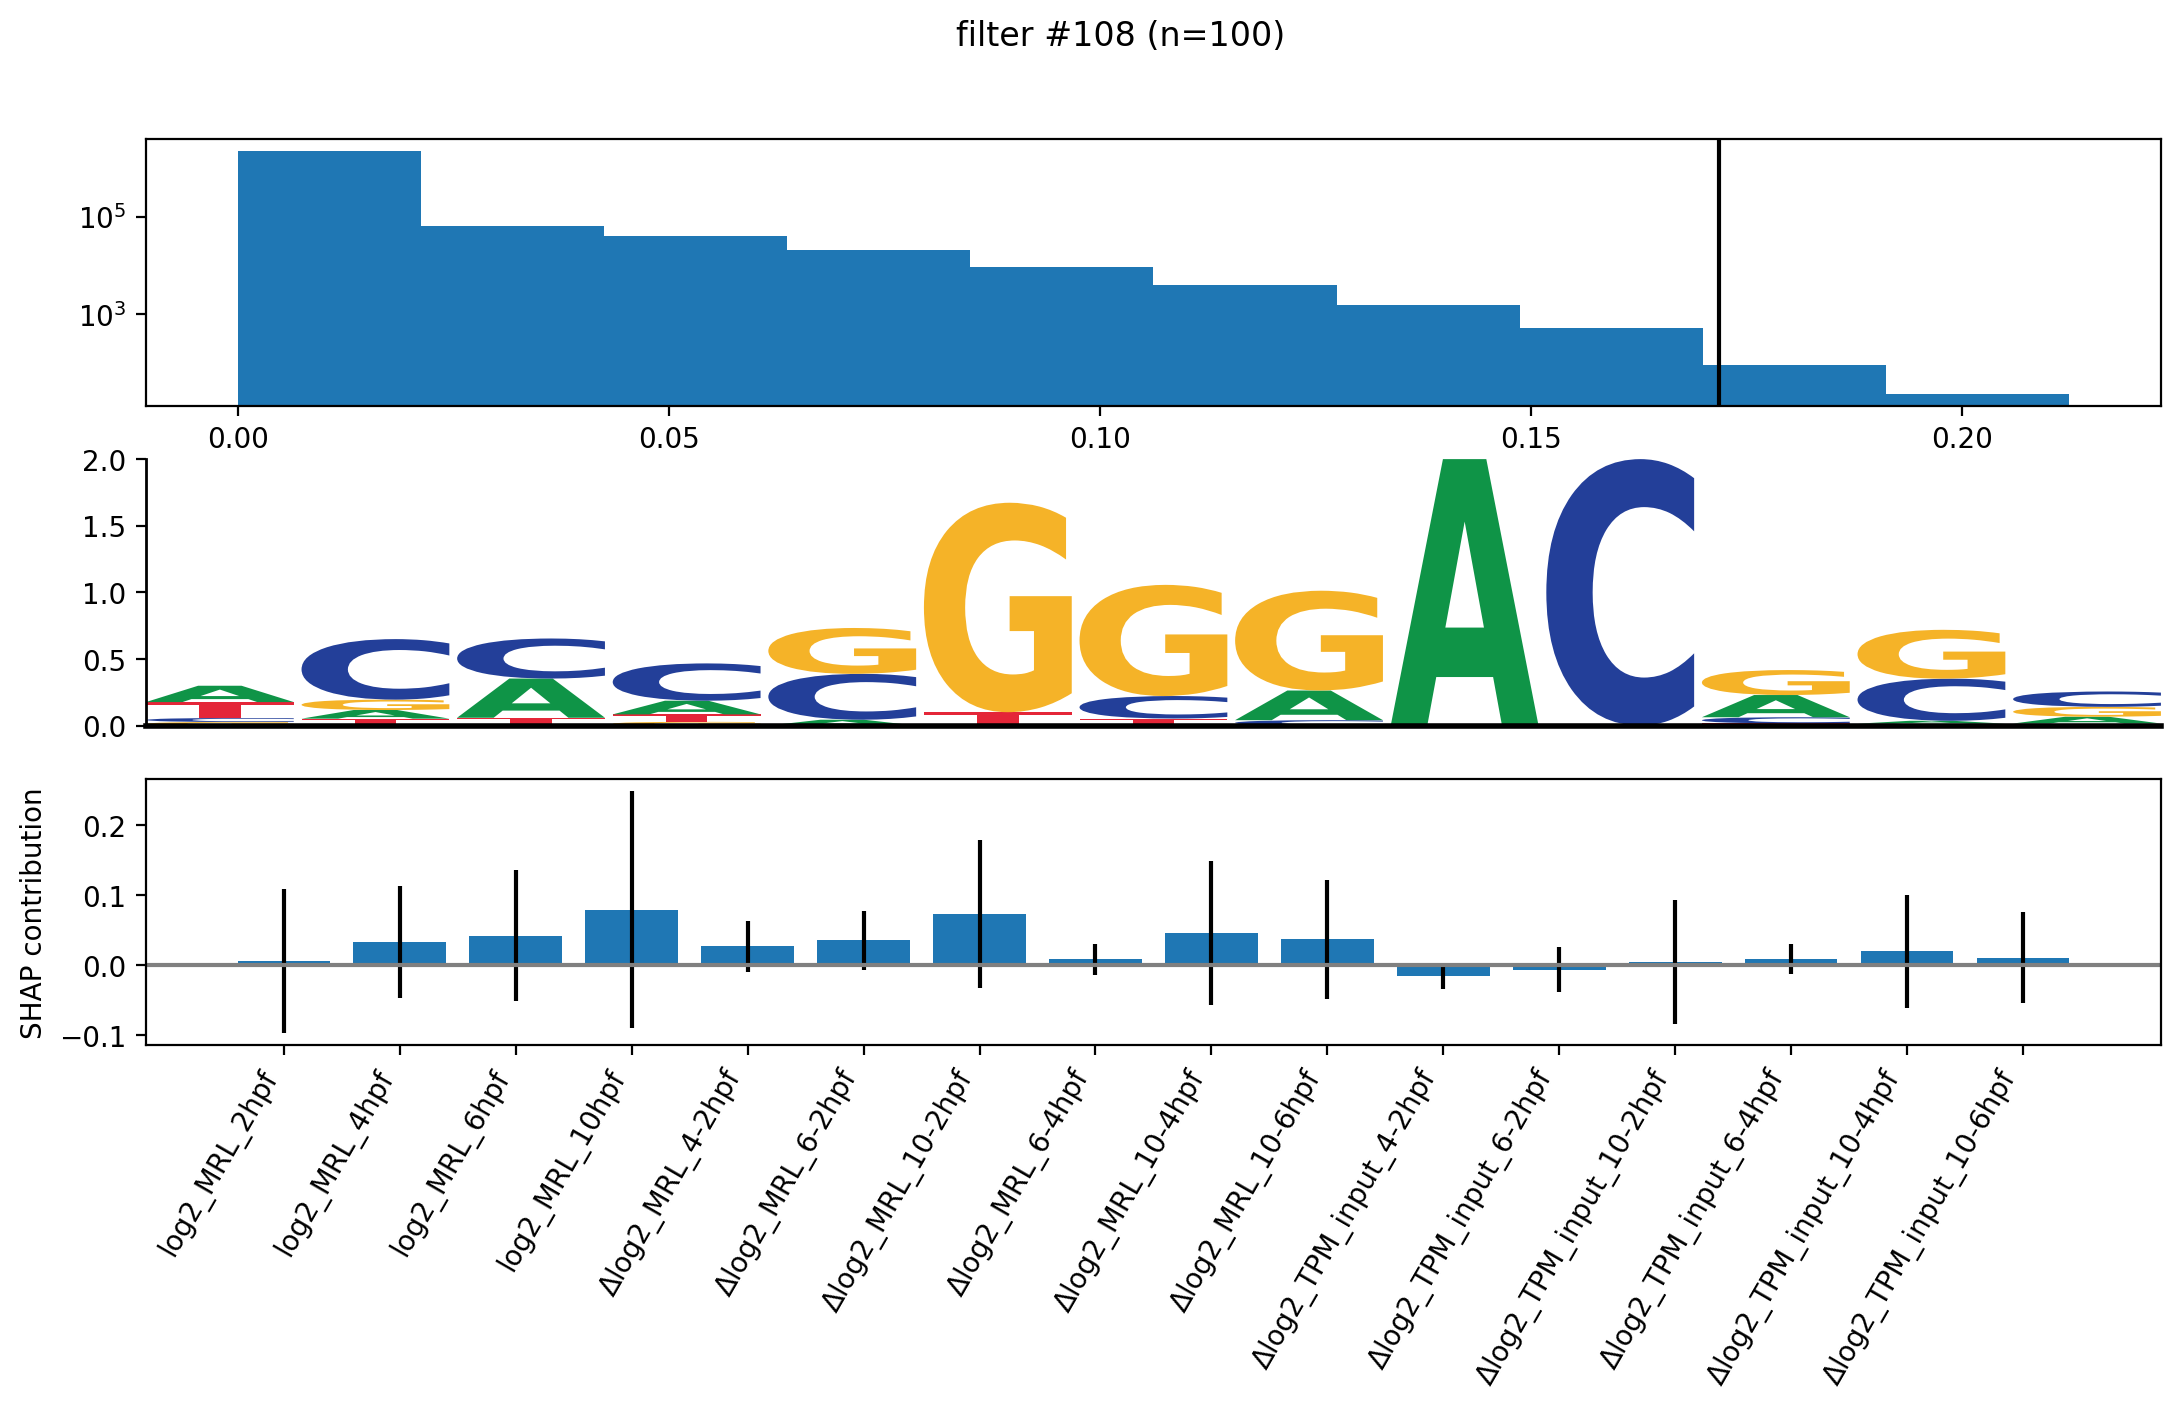 filter #108 (n=100)
10^5
10^3
0.00 0.05 0.10 0.15 0.20
2.0
1.5
1.0
0.5
0.0
A C C C G G G G A C G G C
T G A A C T C A A C G
C A T T A T C C A A
G T G
SHAP contribution
0.2
0.1
0.0
−0.1
log2_MRL_2hpf
log2_MRL_4hpf
log2_MRL_6hpf
log2_MRL_10hpf
Δlog2_MRL_4-2hpf
Δlog2_MRL_6-2hpf
Δlog2_MRL_10-2hpf
Δlog2_MRL_6-4hpf
Δlog2_MRL_10-4hpf
Δlog2_MRL_10-6hpf
Δlog2_TPM_input_4-2hpf
Δlog2_TPM_input_6-2hpf
Δlog2_TPM_input_10-2hpf
Δlog2_TPM_input_6-4hpf
Δlog2_TPM_input_10-4hpf
Δlog2_TPM_input_10-6hpf